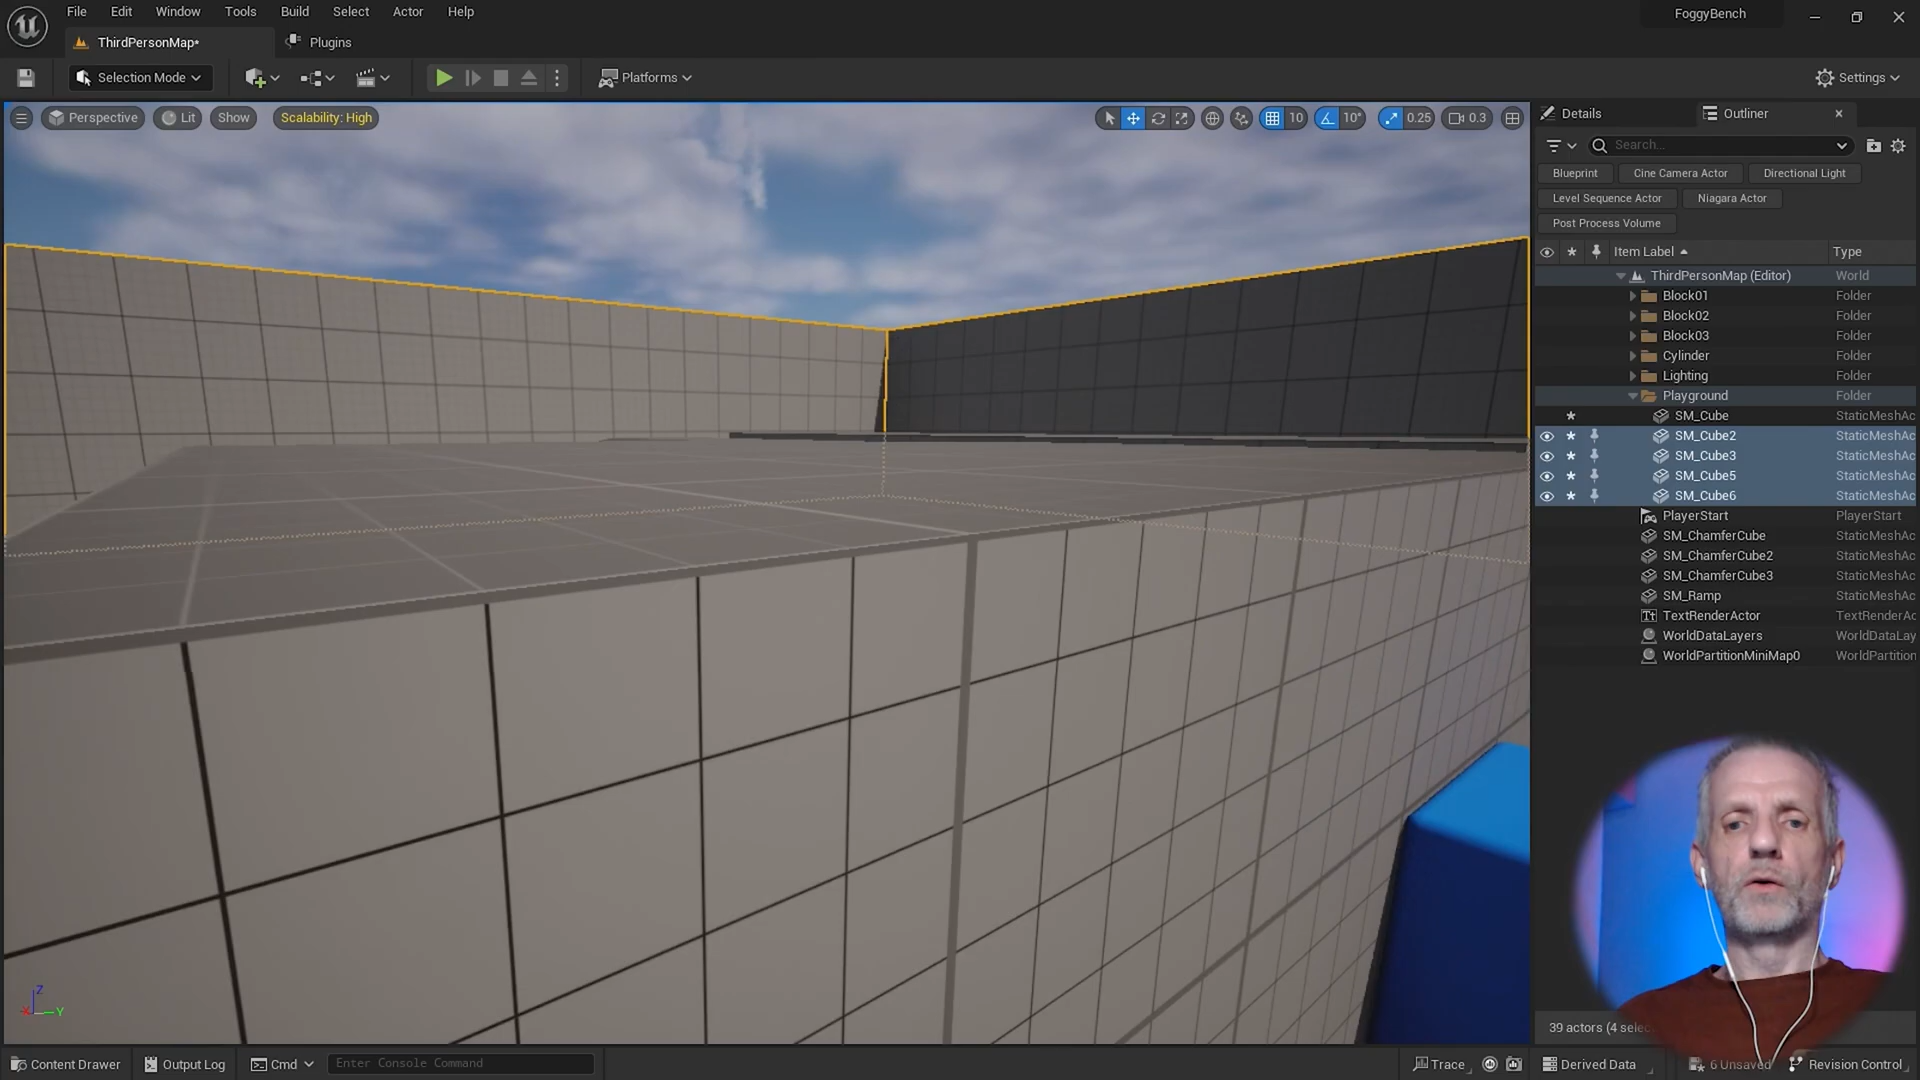 File Edit Window Tools Build Select Actor Help
FoggyBench
ThirdPersonMap*
Plugins
Selection Mode
Platforms
Settings
Perspective
Lit
Show
Scalability: High
10
10°
0.25
0.3
Details
Outliner
Search...
Blueprint
Cine Camera Actor
Directional Light
Level Sequence Actor
Niagara Actor
Post Process Volume
Item Label
Type
ThirdPersonMap (Editor) World
Block01 Folder
Block02 Folder
Block03 Folder
Cylinder Folder
Lighting Folder
Playground Folder
SM_Cube StaticMeshAc
SM_Cube2 StaticMeshAc
SM_Cube3 StaticMeshAc
SM_Cube5 StaticMeshAc
SM_Cube6 StaticMeshAc
PlayerStart PlayerStart
SM_ChamferCube StaticMeshAc
SM_ChamferCube2 StaticMeshAc
SM_ChamferCube3 StaticMeshAc
SM_Ramp StaticMeshAc
TextRenderActor TextRenderAc
WorldDataLayers WorldDataLay
WorldPartitionMiniMap0 WorldPartition
Z
X
Y
39 actors (4 selec
Content Drawer
Output Log
Cmd
Enter Console Command
Trace
Derived Data
6 Unsaved
Revision Control